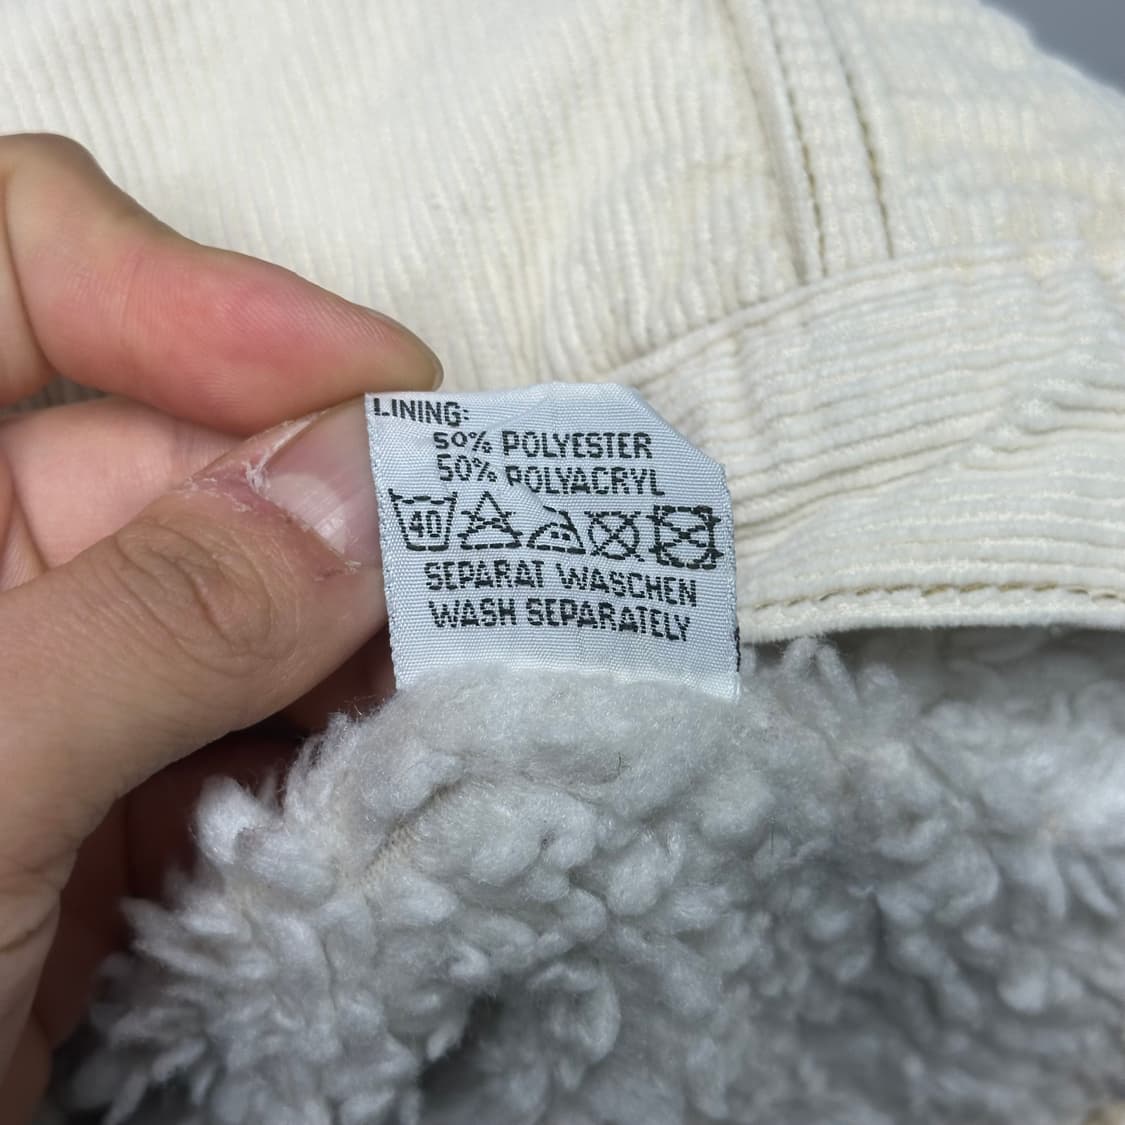 LINING:
50% POLYESTER
50% POLYACRYL
40
SEPARAT WASCHEN
WASH SEPARATELY